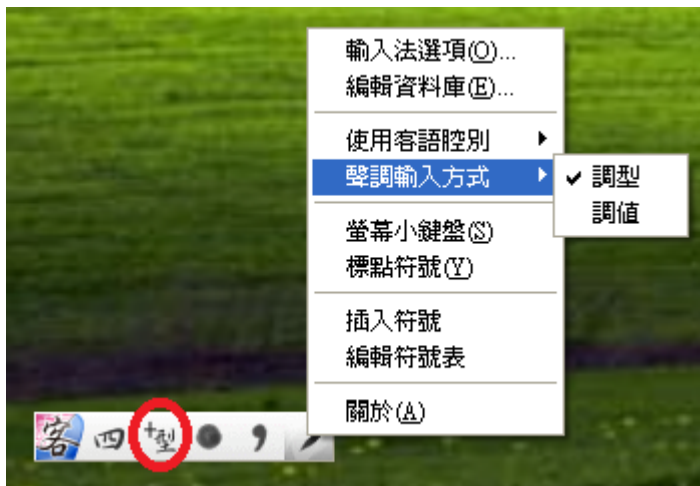 輸入法選項(O)...
編輯資料庫(E)...
使用客語腔別
聲調輸入方式
調型
調值
螢幕小鍵盤(S)
標點符號(Y)
插入符號
編輯符號表
關於(A)
客 四 +型 ,